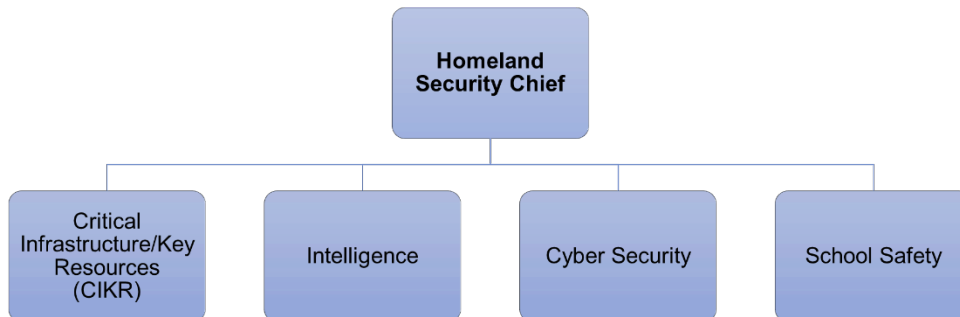 Homeland
Security Chief
Critical
Infrastructure/Key
Resources
(CIKR)
Intelligence
Cyber Security
School Safety